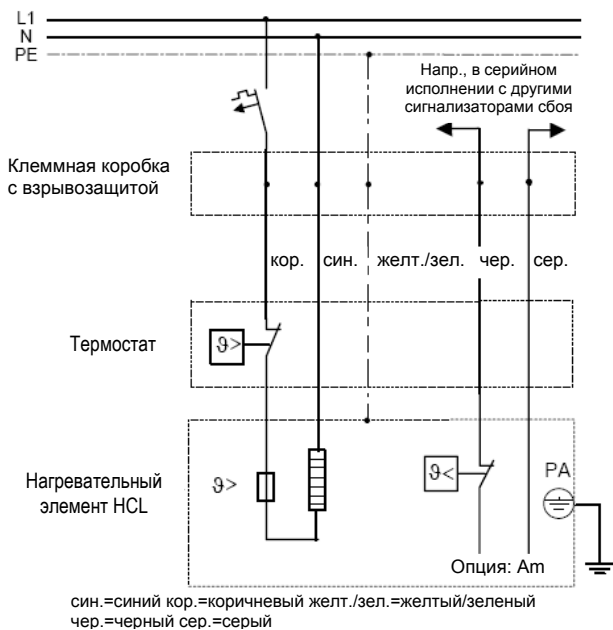 L1
N
PE
Напр., в серийном
исполнении с другими
сигнализаторами сбоя
Клеммная коробка
с взрывозащитой
кор. син. желт./зел. чер. сер.
Термостат
ϑ>
Нагревательный
элемент HCL
ϑ>
ϑ<
PA
Опция: Am
син.=синий кор.=коричневый желт./зел.=желтый/зеленый
чер.=черный сер.=серый